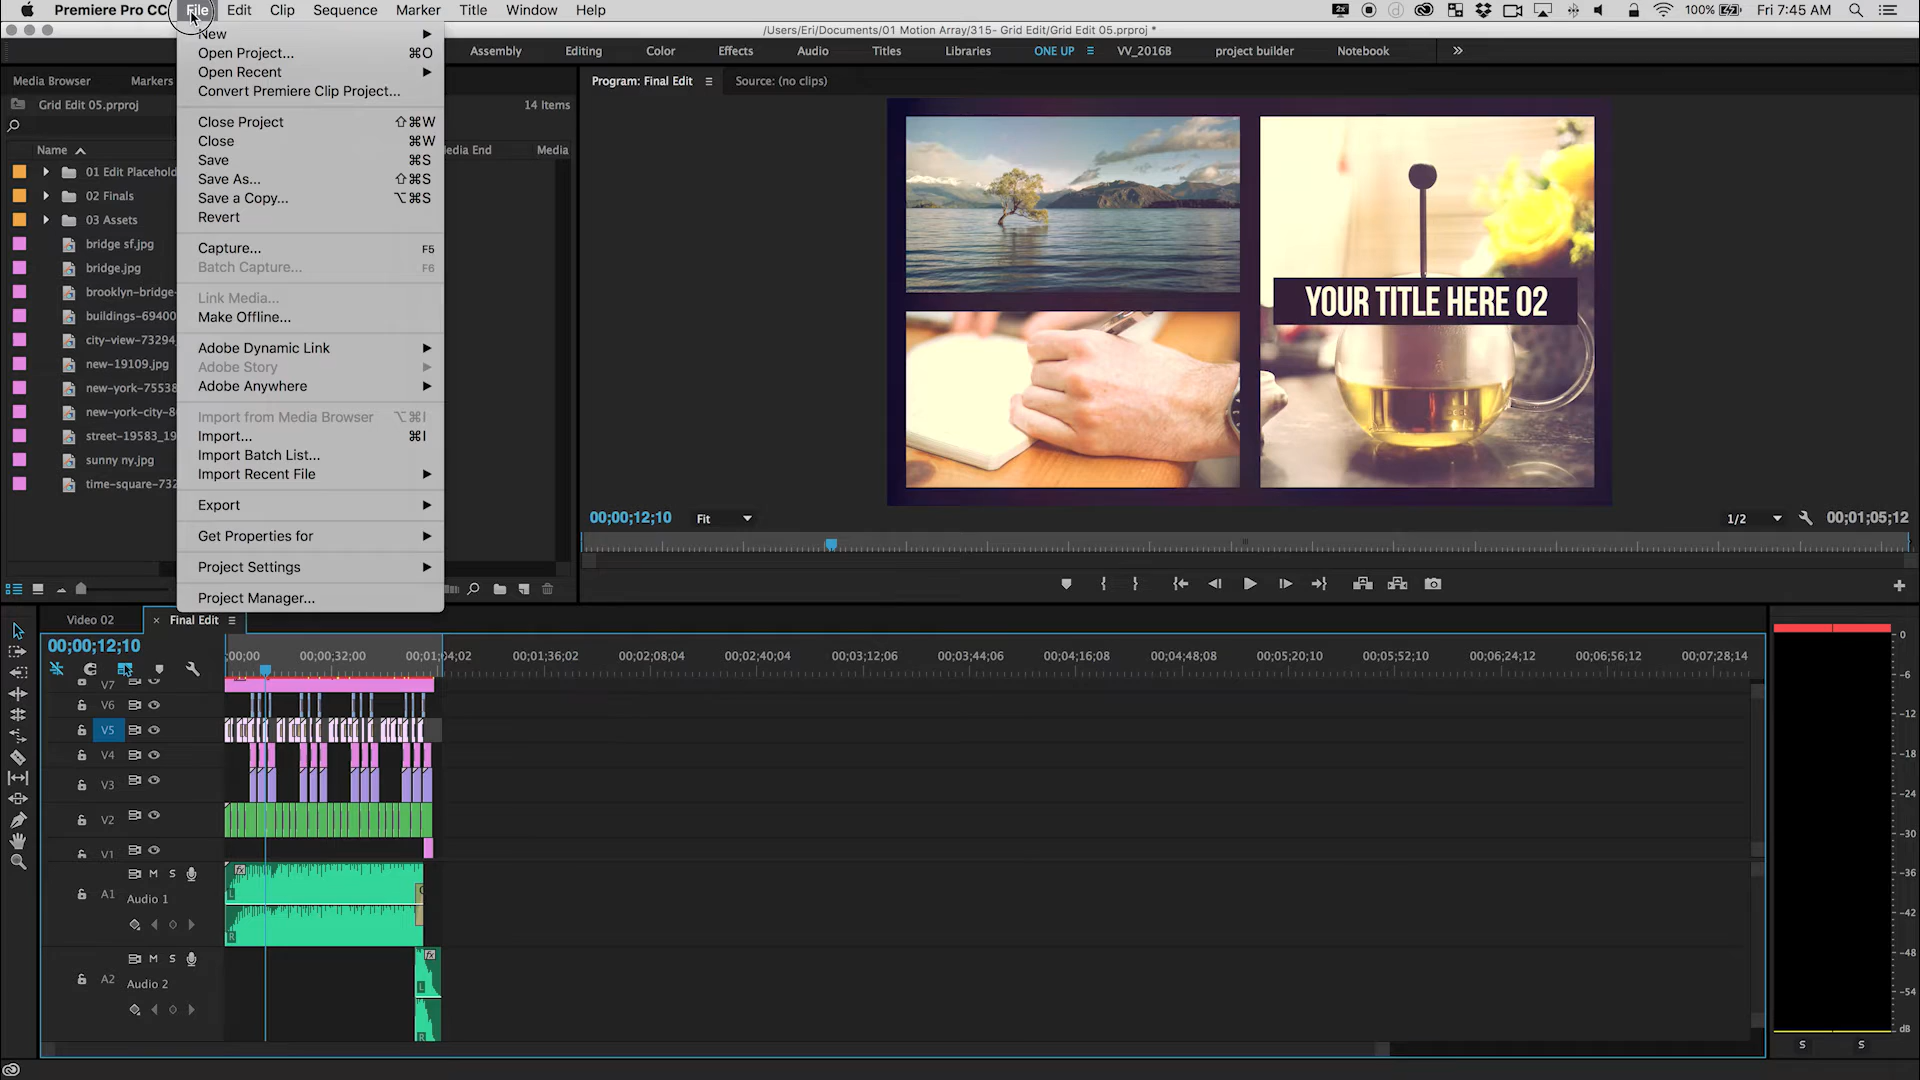 Premiere Pro CC File Edit Clip Sequence Marker Title Window Help 100% Fri 7:45 AM
/Users/Eri/Documents/01 Motion Array/315- Grid Edit/Grid Edit 05.prproj *
Assembly Editing Color Effects Audio Titles Libraries ONE UP VV_2016B project builder Notebook
Media Browser Markers
Program: Final Edit Source: (no clips)
Grid Edit 05.prproj 14 Items
Name Media End Media
01 Edit Placehold
02 Finals
03 Assets
bridge sf.jpg
bridge.jpg
brooklyn-bridge-
buildings-69400
city-view-73294_
new-19109.jpg
new-york-75538
new-york-city-8
street-19583_19
sunny ny.jpg
time-square-732
New
Open Project... ⌘O
Open Recent
Convert Premiere Clip Project...
Close Project ⇧⌘W
Close ⌘W
Save ⌘S
Save As... ⇧⌘S
Save a Copy... ⌥⌘S
Revert
Capture... F5
Batch Capture... F6
Link Media...
Make Offline...
Adobe Dynamic Link
Adobe Story
Adobe Anywhere
Import from Media Browser ⌥⌘I
Import... ⌘I
Import Batch List...
Import Recent File
Export
Get Properties for
Project Settings
Project Manager...
YOUR TITLE HERE 02
00;00;12;10 Fit 1/2 00;01;05;12
Video 02 × Final Edit
00;00;12;10
;00;00 00;00;32;00 00;01;04;02 00;01;36;02 00;02;08;04 00;02;40;04 00;03;12;06 00;03;44;06 00;04;16;08 00;04;48;08 00;05;20;10 00;05;52;10 00;06;24;12 00;06;56;12 00;07;28;14
V7
V6
V5
V4
V3
V2
V1
M S
A1
Audio 1
L
R
fx
M S
A2
Audio 2
fx
L
R
0
-6
-12
-18
-24
-30
-36
-42
-48
-54
dB
S S